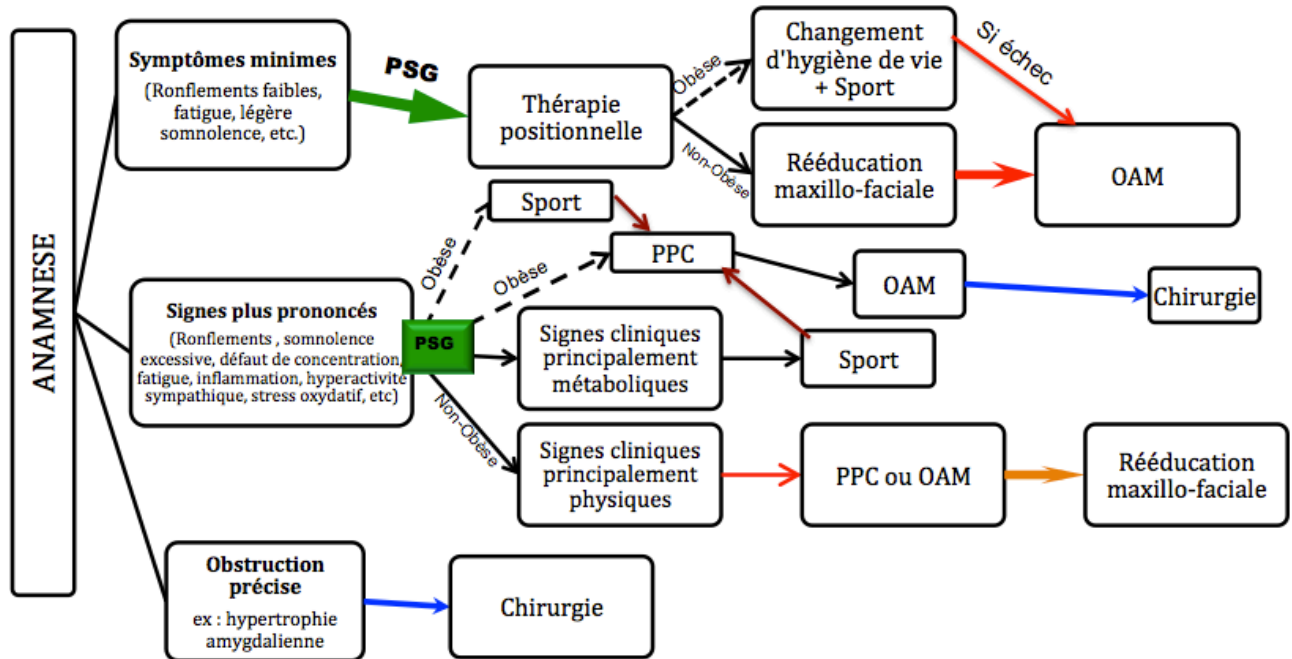 ANAMNESE
Symptômes minimes
(Ronflements faibles,
fatigue, légère
somnolence, etc.)
PSG
Thérapie
positionnelle
Obèse
Non-Obèse
Changement
d'hygiène de vie
+ Sport
Si échec
Rééducation
maxillo-faciale
OAM
Signes plus prononcés
(Ronflements , somnolence
excessive, défaut de concentration,
fatigue, inflammation, hyperactivité
sympathique, stress oxydatif, etc)
PSG
Obèse
Sport
Obèse
PPC
OAM
Chirurgie
Signes cliniques
principalement
métaboliques
Sport
Non-Obèse
Signes cliniques
principalement
physiques
PPC ou OAM
Rééducation
maxillo-faciale
Obstruction
précise
ex : hypertrophie
amygdalienne
Chirurgie